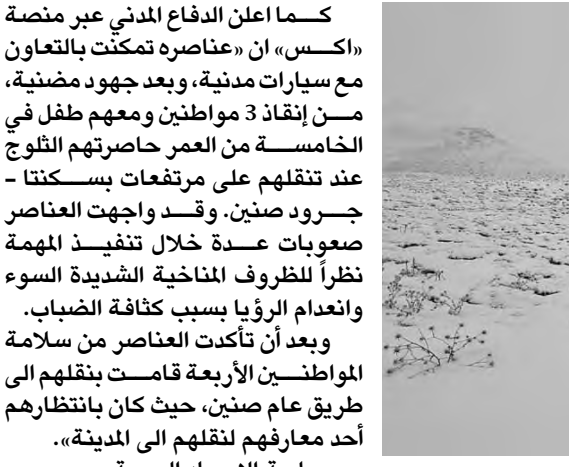 كـــما اعلن الدفاع المدني عبر منصة
«اكـــس» ان «عناصره تمكنت بالتعاون
مع سيارات مدنية، وبعد جهود مضنية،
مـــن إنقاذ 3 مواطنين ومعهم طفل في
الخامســـة من العمر حاصرتهم الثلوج
عند تنقلهم على مرتفعات بســـكنتا -
جـــرود صنين. وقـــد واجهت العناصر
صعوبات عـــدة خلال تنفيـــذ المهمة
نظراً للظروف المناخية الشديدة السوء
وانعدام الرؤيا بسبب كثافة الضباب.
وبعد أن تأكدت العناصر من سلامة
المواطنـــين الأربعة قامـــت بنقلهم الى
طريق عام صنين، حيث كان بانتظارهم
أحد معارفهم لنقلهم الى المدينة».